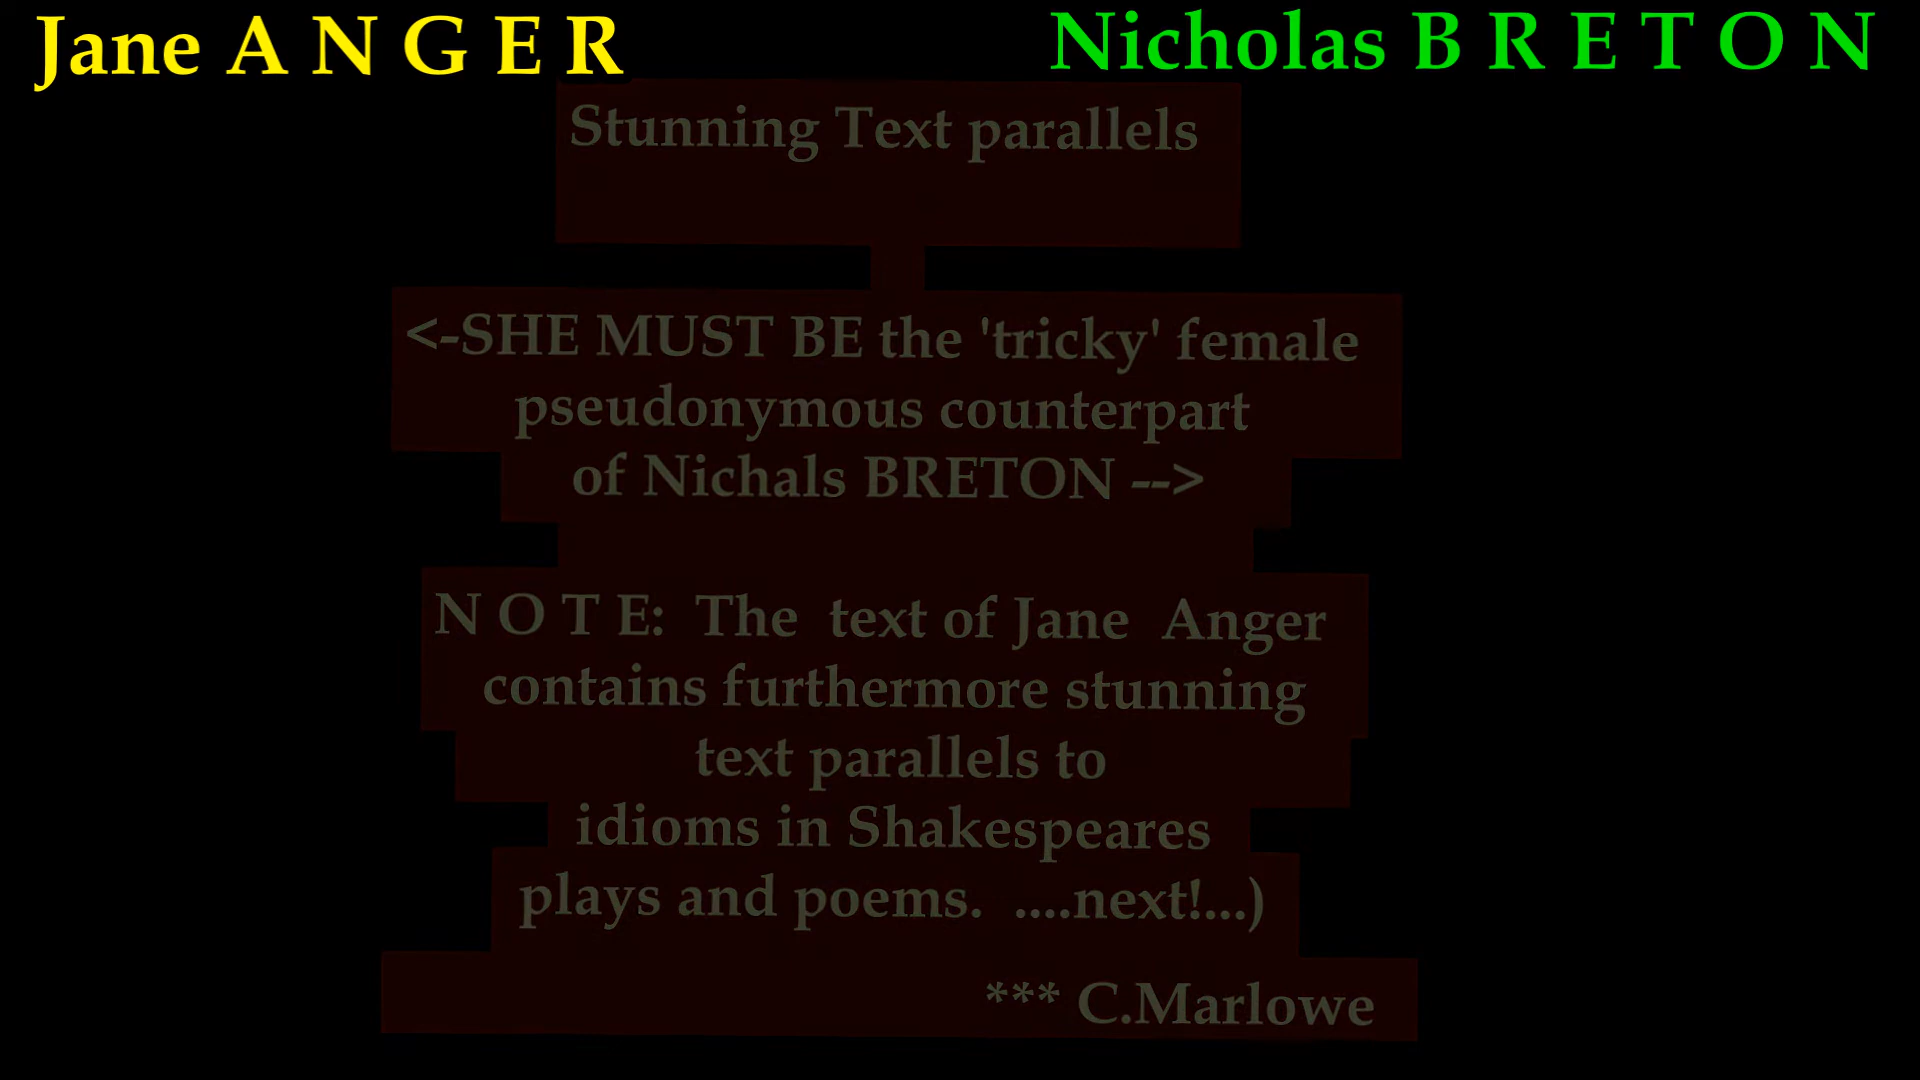 Jane A N G E R
Nicholas B R E T O N
Stunning Text parallels
<-SHE MUST BE the 'tricky' female
pseudonymous counterpart
of Nichals BRETON -->
N O T E: The text of Jane Anger
contains furthermore stunning
text parallels to
idioms in Shakespeares
plays and poems. ....next!...)
*** C.Marlowe